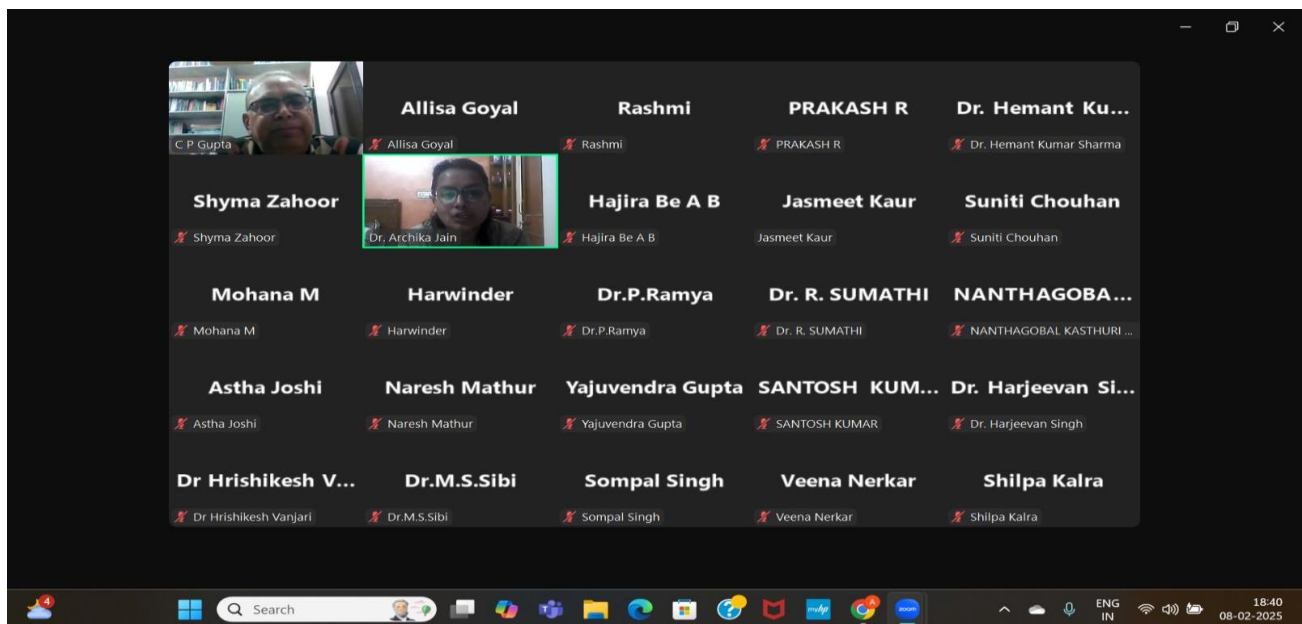 Allisa Goyal Rashmi PRAKASH R Dr. Hemant Ku...
C P Gupta Allisa Goyal Rashmi PRAKASH R Dr. Hemant Kumar Sharma
Shyma Zahoor Hajira Be A B Jasmeet Kaur Suniti Chouhan
Shyma Zahoor Dr. Archika Jain Hajira Be A B Jasmeet Kaur Suniti Chouhan
Mohana M Harwinder Dr.P.Ramya Dr. R. SUMATHI NANTHAGOBA...
Mohana M Harwinder Dr.P.Ramya Dr. R. SUMATHI NANTHAGOBAL KASTHURI ...
Astha Joshi Naresh Mathur Yajuvendra Gupta SANTOSH KUM... Dr. Harjeevan Si...
Astha Joshi Naresh Mathur Yajuvendra Gupta SANTOSH KUMAR Dr. Harjeevan Singh
Dr Hrishikesh V... Dr.M.S.Sibi Sompal Singh Veena Nerkar Shilpa Kalra
Dr Hrishikesh Vanjari Dr.M.S.Sibi Sompal Singh Veena Nerkar Shilpa Kalra
4 Search myhp zoom ENG 18:40
IN 08-02-2025